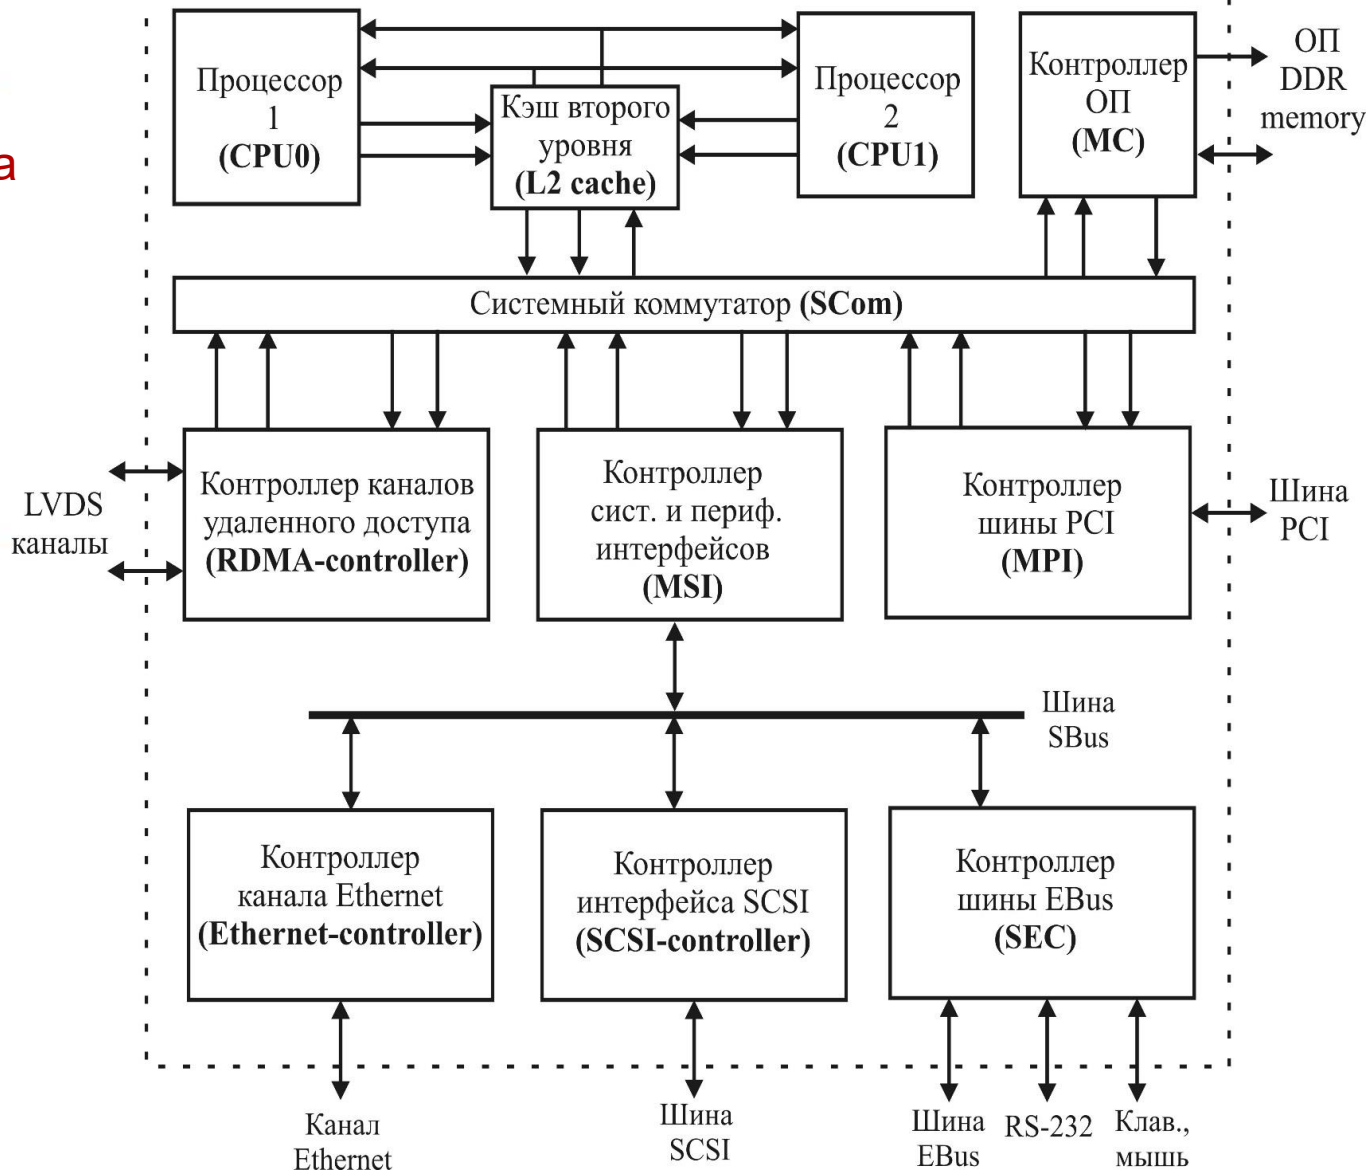 Процессор
1
(CPU0)
Кэш второго
уровня
(L2 cache)
Процессор
2
(CPU1)
Контроллер
ОП
(MC)
ОП
DDR
memory
а
Системный коммутатор (SCom)
LVDS
каналы
Контроллер каналов
удаленного доступа
(RDMA-controller)
Контроллер
сист. и периф.
интерфейсов
(MSI)
Контроллер
шины PCI
(MPI)
Шина
PCI
Шина
SBus
Контроллер
канала Ethernet
(Ethernet-controller)
Контроллер
интерфейса SCSI
(SCSI-controller)
Контроллер
шины EBus
(SEC)
Канал
Ethernet
Шина
SCSI
Шина
EBus
RS-232
Клав.,
мышь